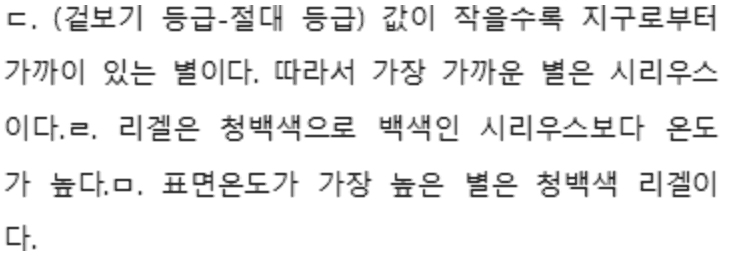 ㄷ. (겉보기 등급-절대 등급) 값이 작을수록 지구로부터
가까이 있는 별이다. 따라서 가장 가까운 별은 시리우스
이다.ㄹ. 리겔은 청백색으로 백색인 시리우스보다 온도
가 높다.ㅁ. 표면온도가 가장 높은 별은 청백색 리겔이
다.